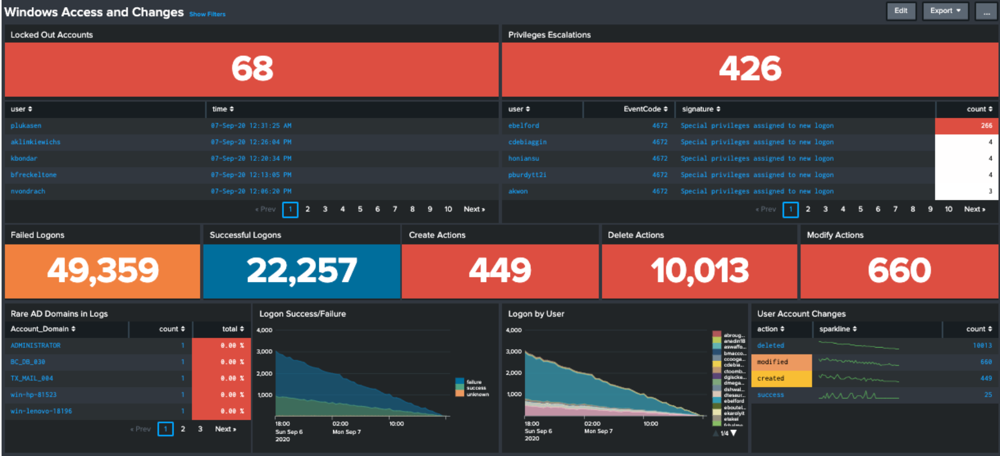 Windows Access and Changes Show Filters
Edit Export ...
Locked Out Accounts
68
user time
plukasen 07-Sep-20 12:31:25 AM
aklimkiewichs 07-Sep-20 12:26:04 PM
kbondar 07-Sep-20 12:20:34 PM
bfreckeltone 07-Sep-20 12:13:05 PM
nvondrach 07-Sep-20 12:06:20 PM
« Prev 1 2 3 4 5 6 7 8 9 10 Next »
Privileges Escalations
426
user EventCode signature count
ebelford 4672 Special privileges assigned to new logon 266
cdebiaggin 4672 Special privileges assigned to new logon 4
honiansu 4672 Special privileges assigned to new logon 4
pburdytt2i 4672 Special privileges assigned to new logon 4
akwon 4672 Special privileges assigned to new logon 3
« Prev 1 2 3 4 5 6 7 8 9 10 Next »
Failed Logons
49,359
Successful Logons
22,257
Create Actions
449
Delete Actions
10,013
Modify Actions
660
Rare AD Domains in Logs
Account_Domain count total
ADMINISTRATOR 1 0.00 %
BC_DB_030 1 0.00 %
TX_MAIL_004 1 0.00 %
win-hp-81523 1 0.00 %
win-lenovo-18196 1 0.00 %
« Prev 1 2 3 Next »
Logon Success/Failure
4,000
3,000
2,000
1,000
18:00 02:00 10:00
Sun Sep 6 Mon Sep 7
2020
failure
success
unknown
Logon by User
4,000
3,000
2,000
1,000
18:00 02:00 10:00
Sun Sep 6 Mon Sep 7
2020
abroug...
anadin18
aswaffo...
bmacco...
ccooga...
cdebia...
ctoomb...
dgiscke...
dmega...
dshwal...
dtesaur...
ebelford
eboutel...
ekarolyit
etakei
1/4
User Account Changes
action sparkline count
deleted 10013
modified 660
created 449
success 25